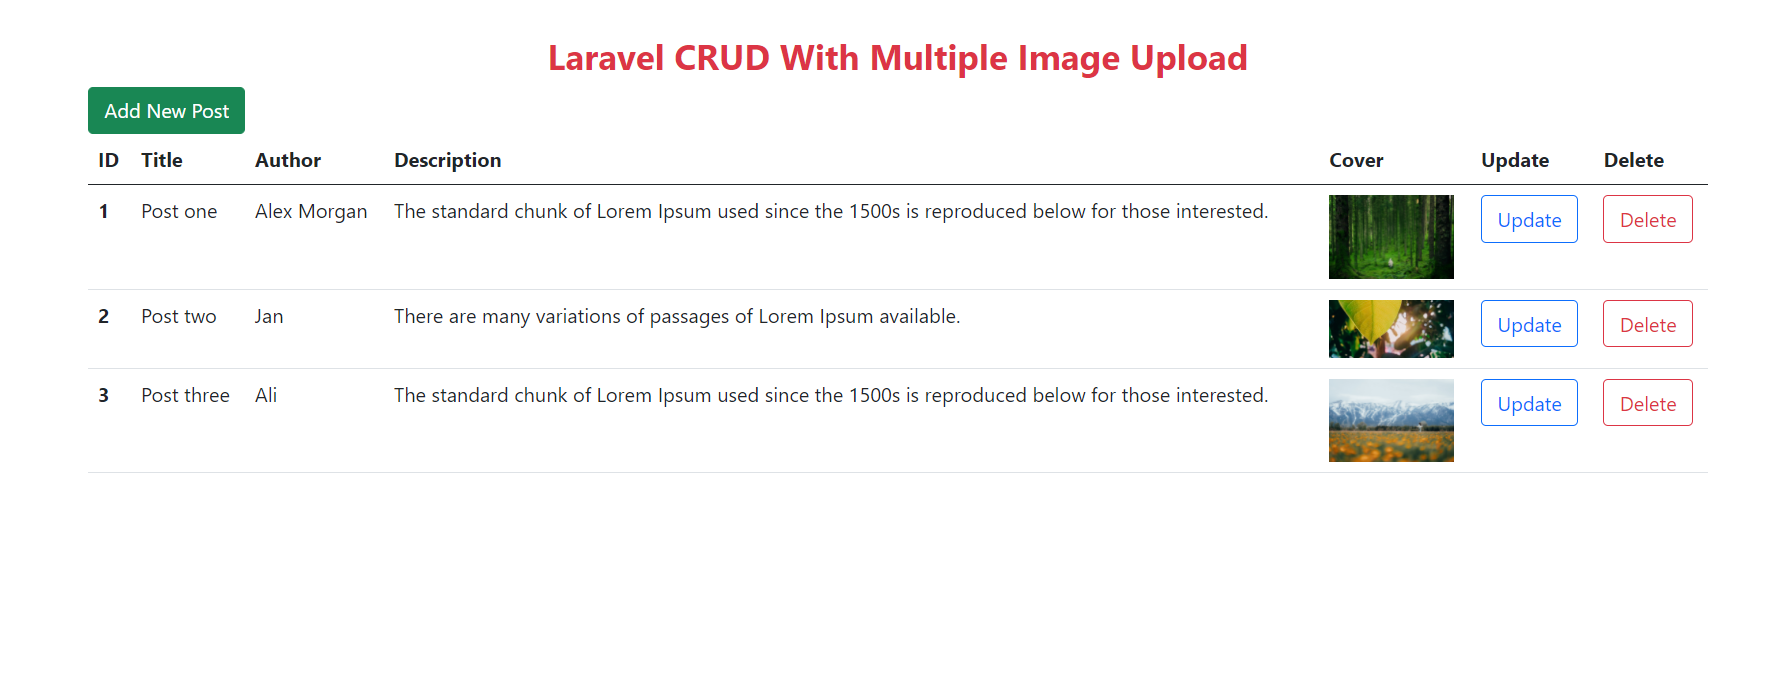 Laravel CRUD With Multiple Image Upload
Add New Post
ID Title Author Description Cover Update Delete
1 Post one Alex Morgan The standard chunk of Lorem Ipsum used since the 1500s is reproduced below for those interested. Update Delete
2 Post two Jan There are many variations of passages of Lorem Ipsum available. Update Delete
3 Post three Ali The standard chunk of Lorem Ipsum used since the 1500s is reproduced below for those interested. Update Delete